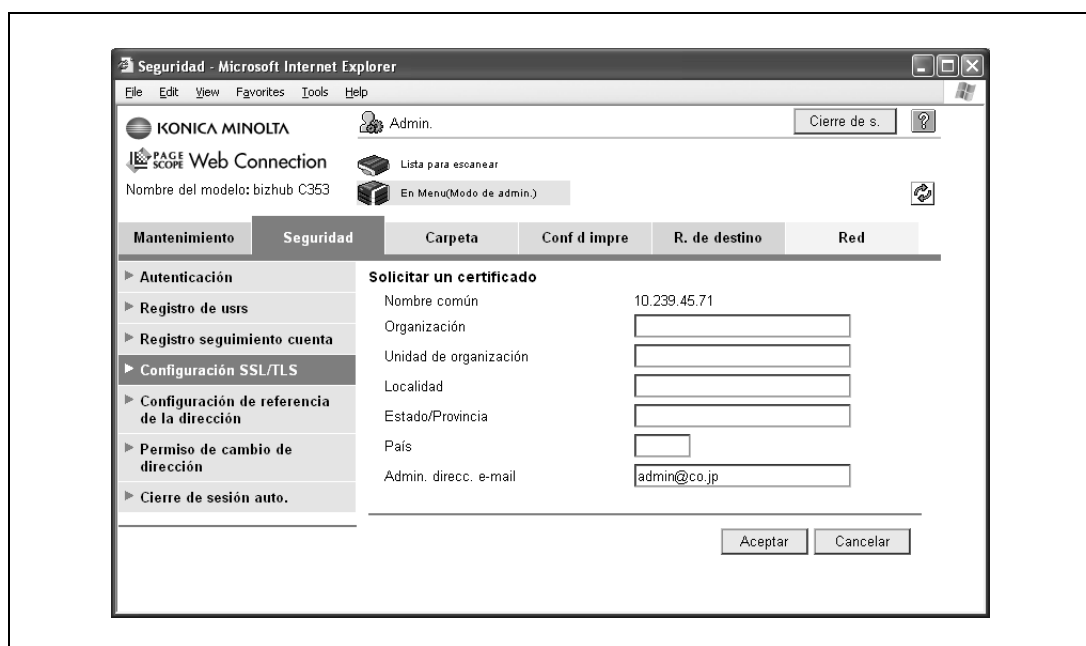 Seguridad - Microsoft Internet Explorer
File Edit View Favorites Tools Help
KONICA MINOLTA
Admin.
Cierre de s.
?
PAGE SCOPE Web Connection
Lista para escanear
Nombre del modelo: bizhub C353
En Menu(Modo de admin.)
Mantenimiento Seguridad Carpeta Conf d impre R. de destino Red
Autenticación
Registro de usrs
Registro seguimiento cuenta
Configuración SSL/TLS
Configuración de referencia
de la dirección
Permiso de cambio de
dirección
Cierre de sesión auto.
Solicitar un certificado
Nombre común 10.239.45.71
Organización
Unidad de organización
Localidad
Estado/Provincia
País
Admin. direcc. e-mail admin@co.jp
Aceptar Cancelar